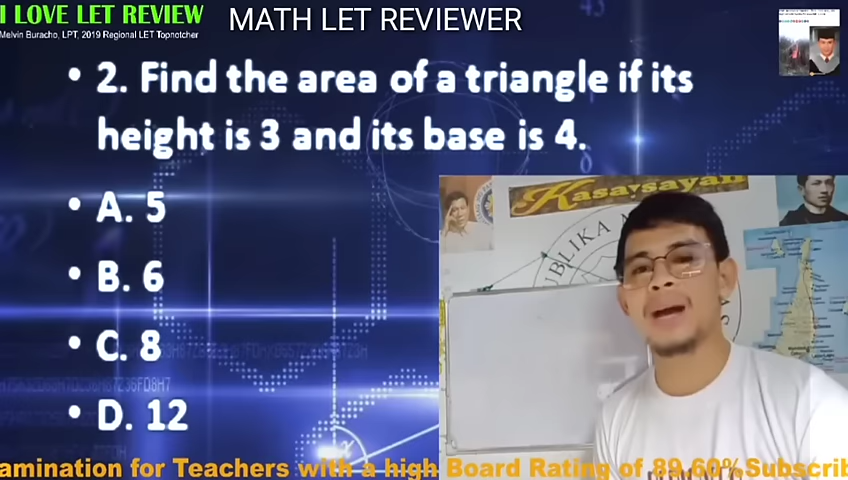 I LOVE LET REVIEW
Melvin Buracho, LPT, 2019 Regional LET Topnotcher
MATH LET REVIEWER
• 2. Find the area of a triangle if its
height is 3 and its base is 4.
• A. 5
• B. 6
• C. 8
• D. 12
Kasaysayan
UBLIKA
amination for Teachers with a high Board Rating of 89.60% Subscrib